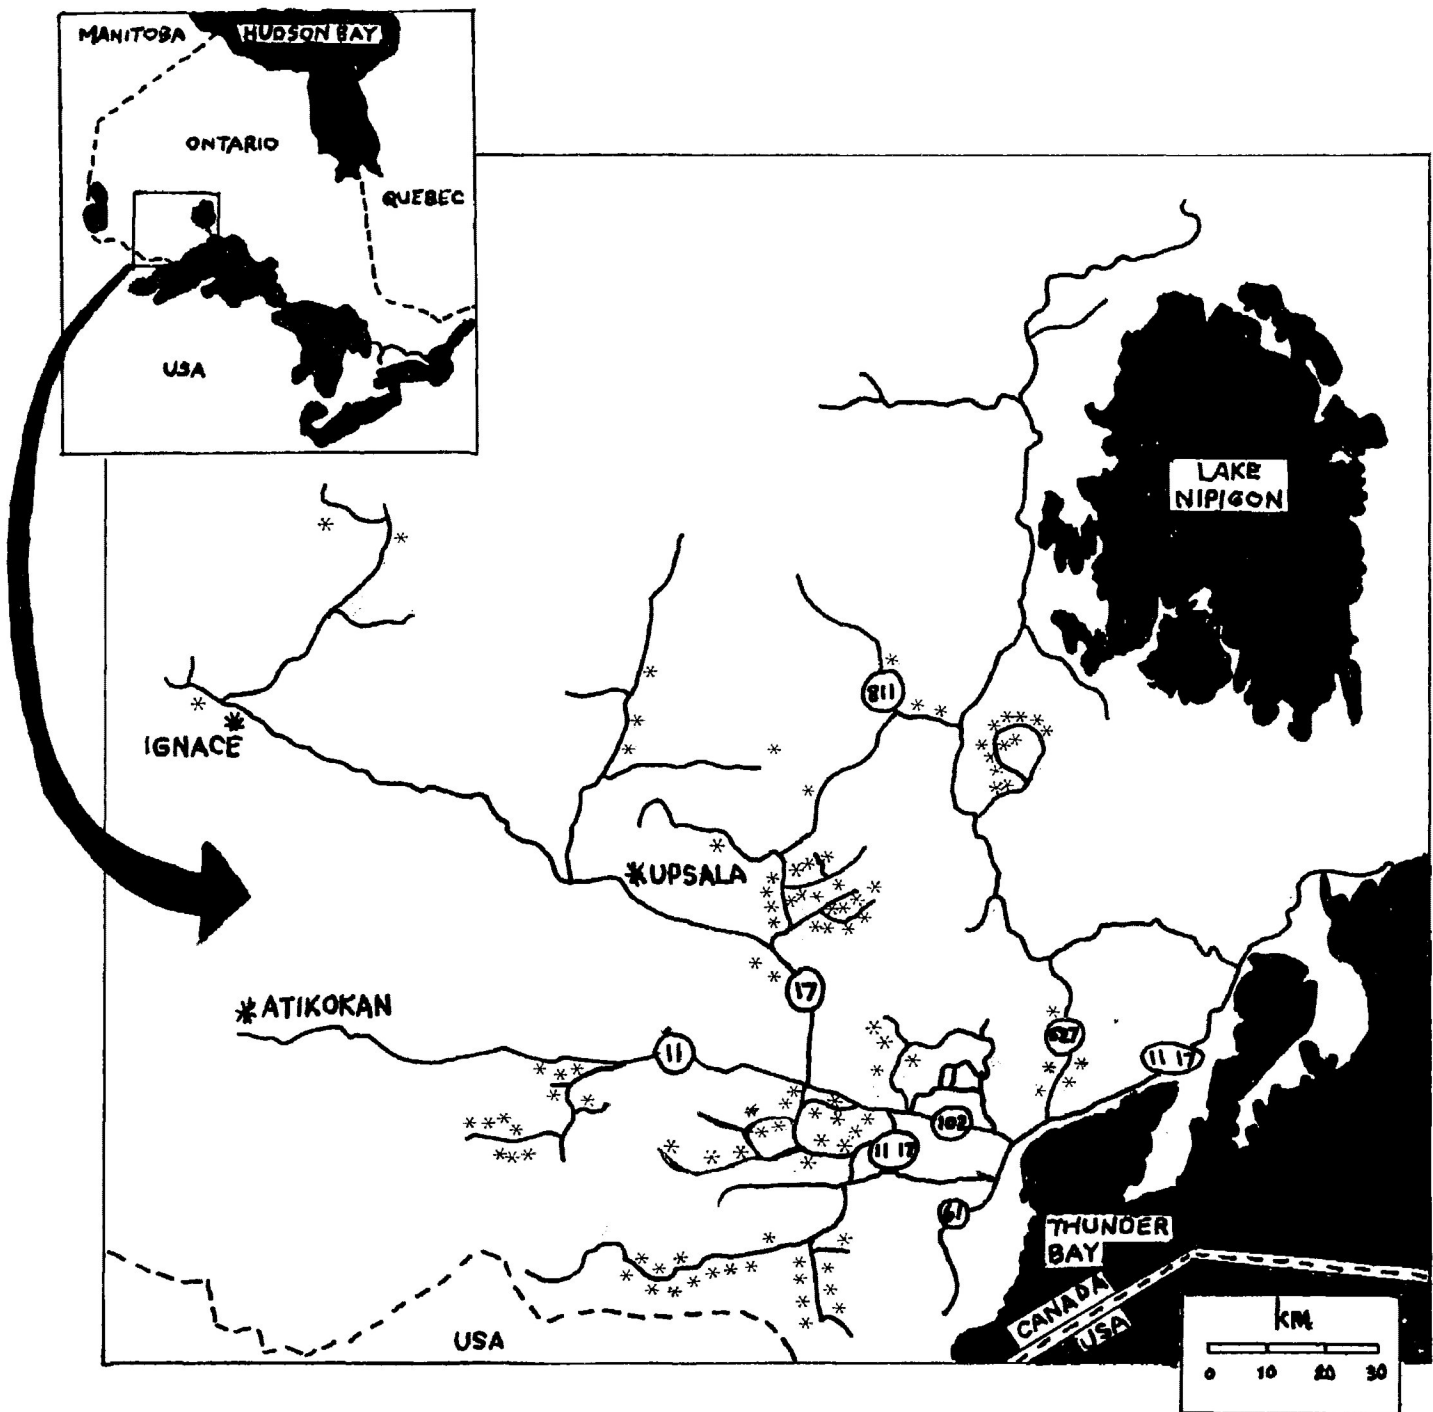 MANITOBA
HUDSON BAY
ONTARIO
QUEBEC
USA
LAKE
NIPIGON
811
IGNACE
UPSALA
17
ATIKOKAN
11
527
11 17
102
11 17
61
THUNDER
BAY
CANADA
USA
USA
KM
0 10 20 30